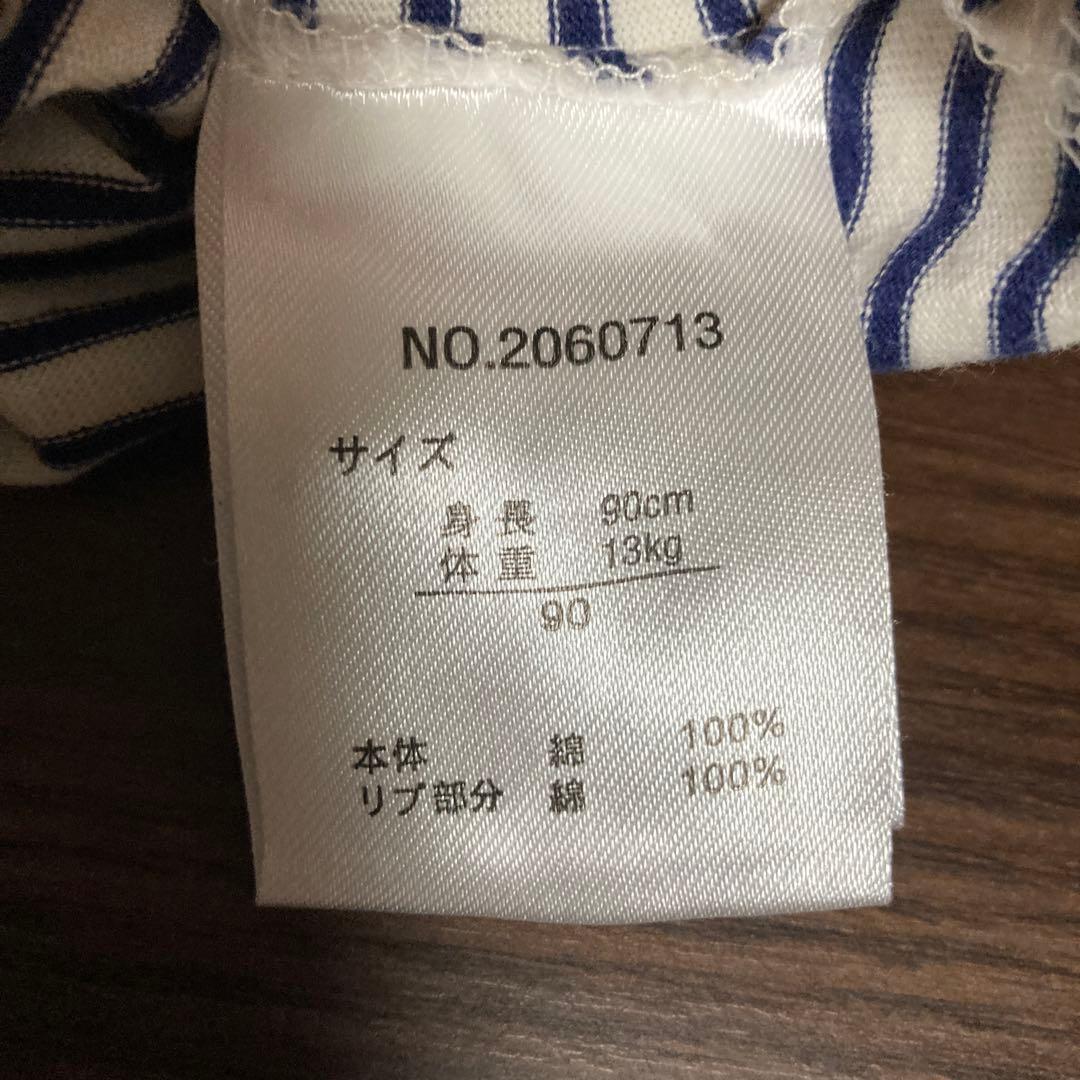 NO.2060713
サイズ
身長 90cm
体重 13kg
90
本体 綿 100%
リブ部分 綿 100%